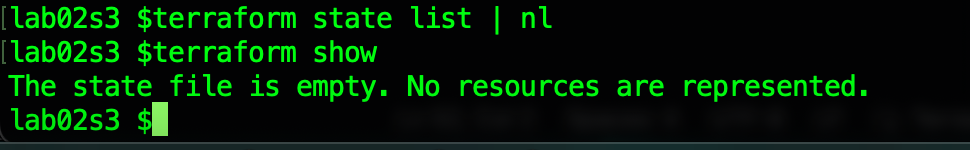 [lab02s3 $terraform state list | nl
[lab02s3 $terraform show
The state file is empty. No resources are represented.
lab02s3 $